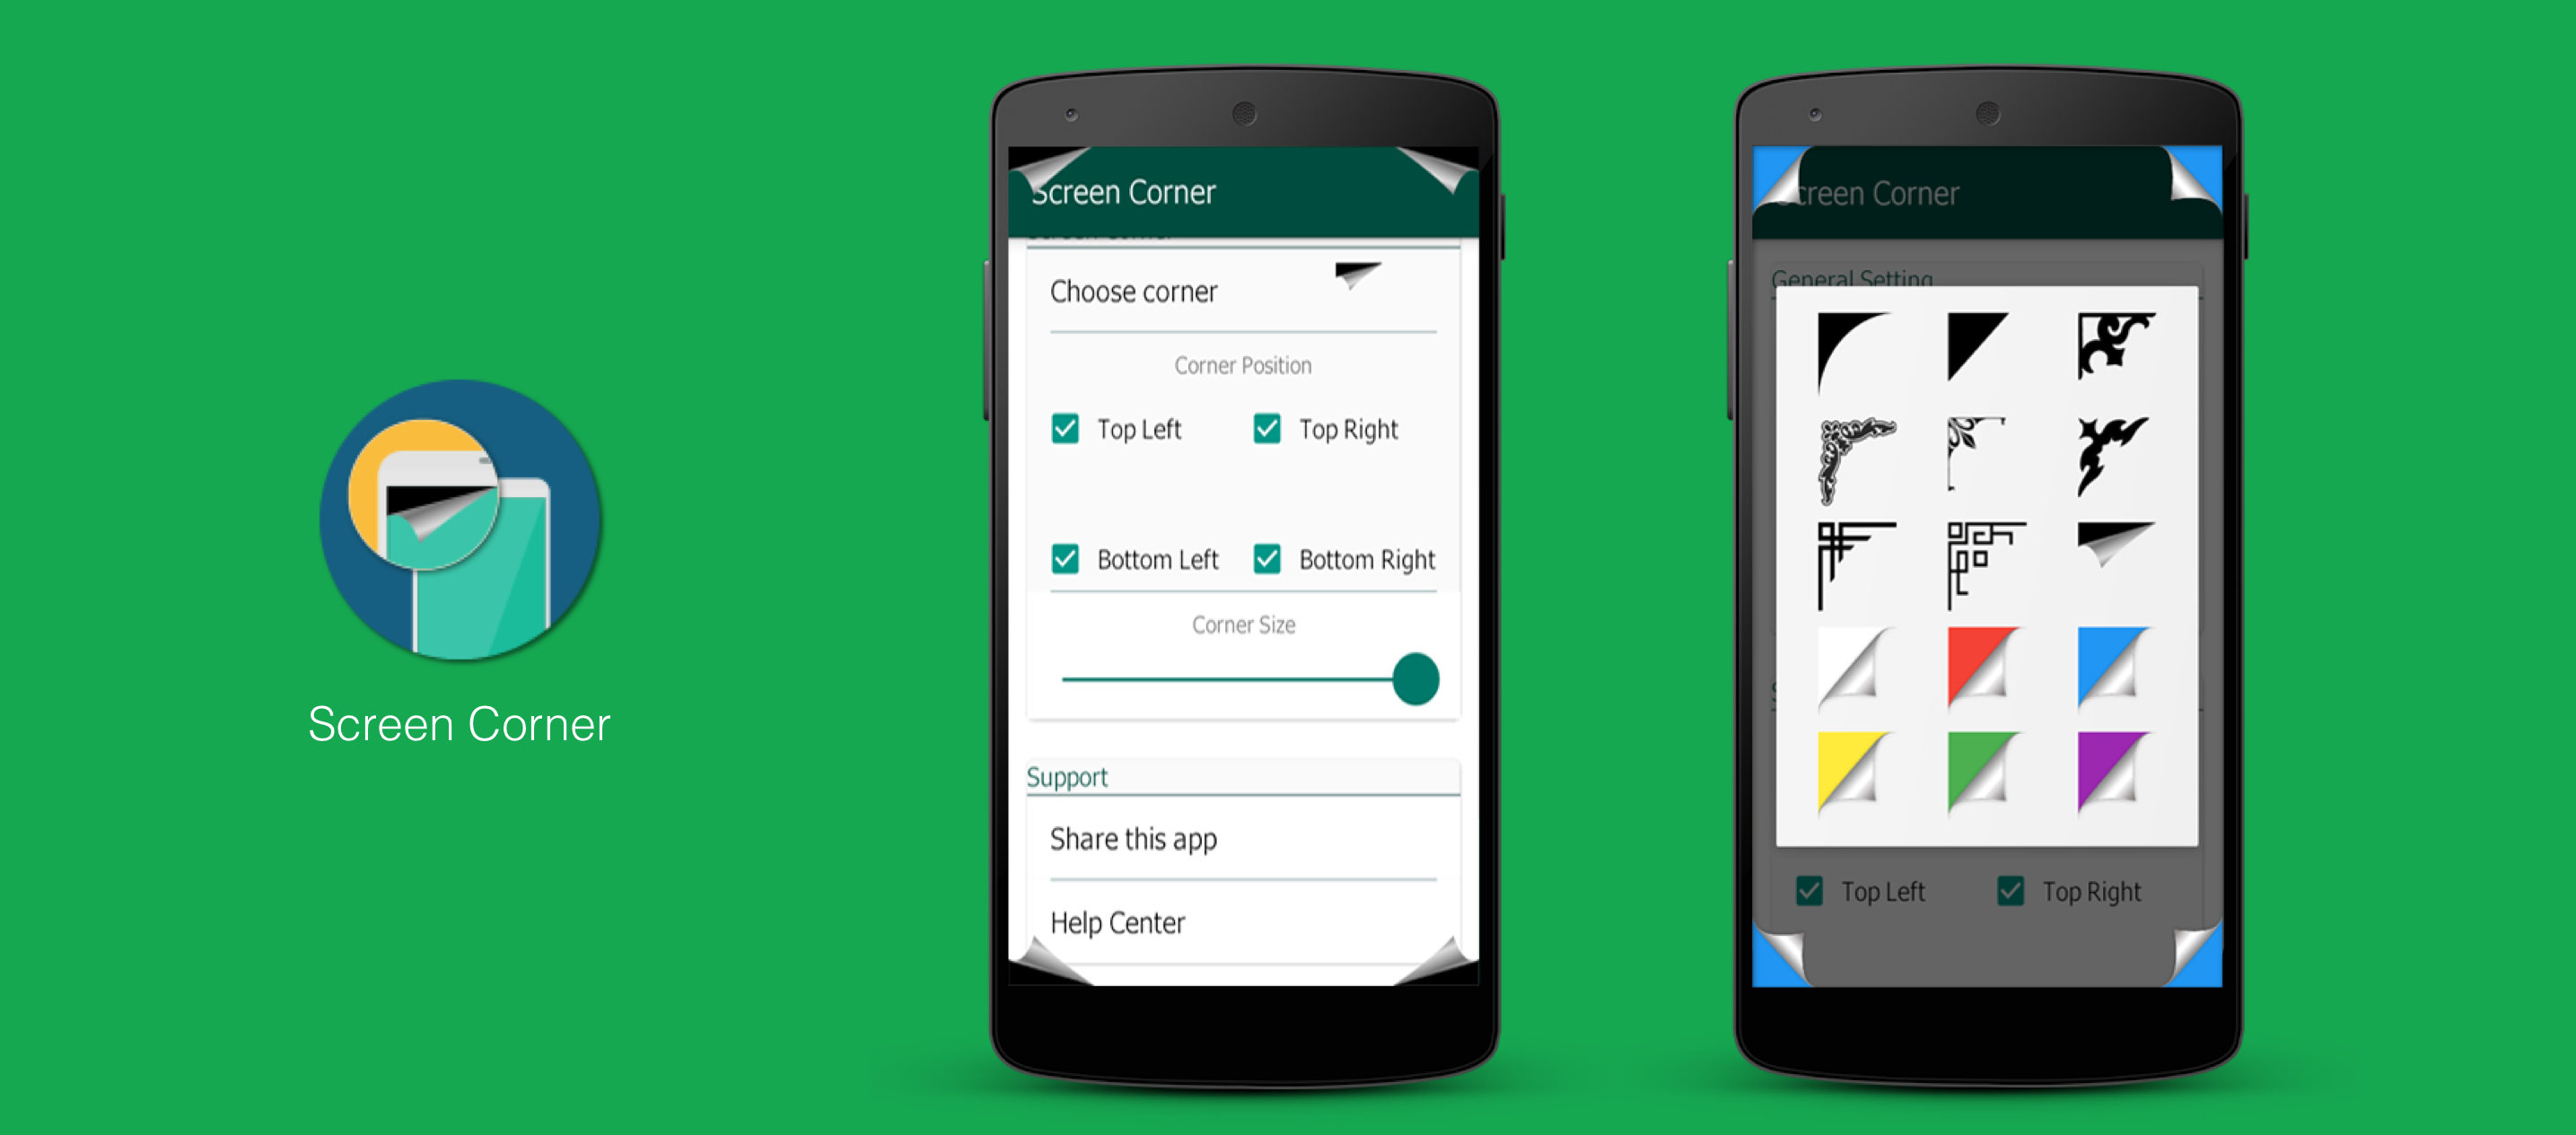 Screen Corner
Screen Corner
Choose corner
Corner Position
Top Left
Top Right
Bottom Left
Bottom Right
Corner Size
Support
Share this app
Help Center
creen Corner
General Setting
Top Left
Top Right